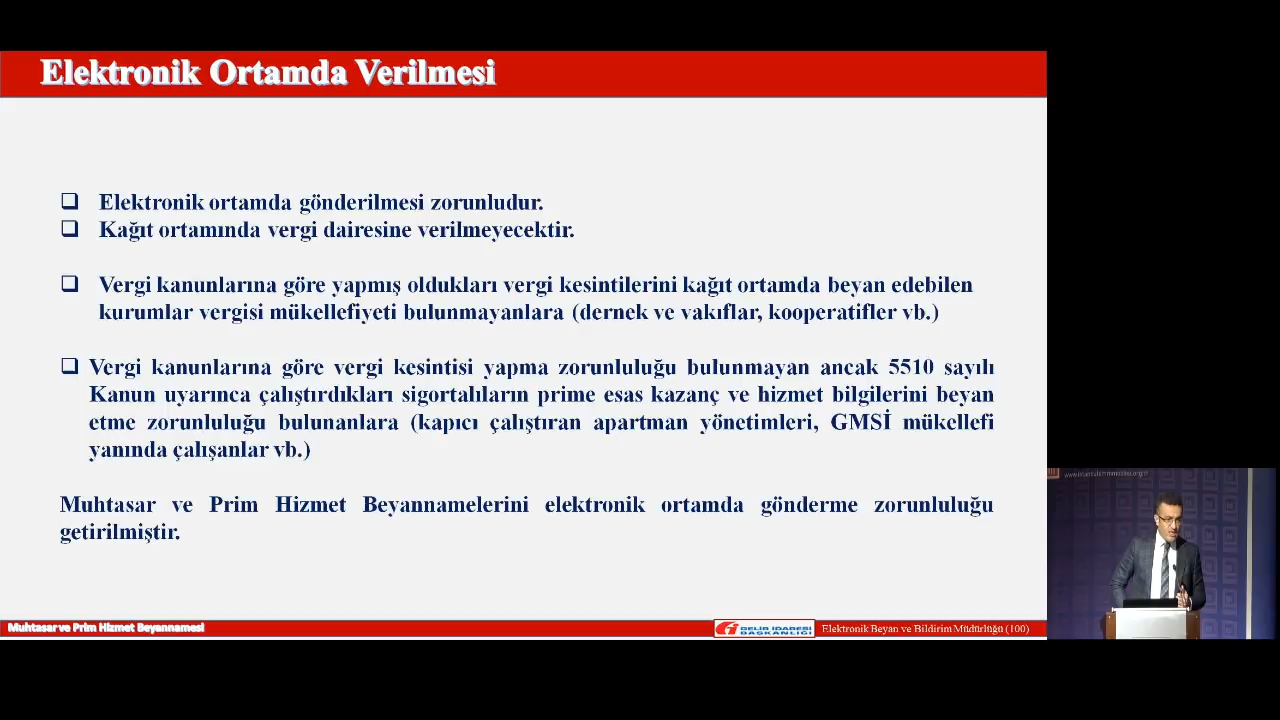 Elektronik Ortamda Verilmesi
❑ Elektronik ortamda gönderilmesi zorunludur.
❑ Kağıt ortamında vergi dairesine verilmeyecektir.
❑ Vergi kanunlarına göre yapmış oldukları vergi kesintilerini kağıt ortamda beyan edebilen
kurumlar vergisi mükellefiyeti bulunmayanlara (dernek ve vakıflar, kooperatifler vb.)
❑ Vergi kanunlarına göre vergi kesintisi yapma zorunluluğu bulunmayan ancak 5510 sayılı
Kanun uyarınca çalıştırdıkları sigortalıların prime esas kazanç ve hizmet bilgilerini beyan
etme zorunluluğu bulunanlara (kapıcı çalıştıran apartman yönetimleri, GMSİ mükellefi
yanında çalışanlar vb.)
Muhtasar ve Prim Hizmet Beyannamelerini elektronik ortamda gönderme zorunluluğu
getirilmiştir.
Muhtasar ve Prim Hizmet Beyannamesi
GELİR İDARESİ
BAŞKANLIĞI
Elektronik Beyan ve Bildirim Müdürlüğü (100)